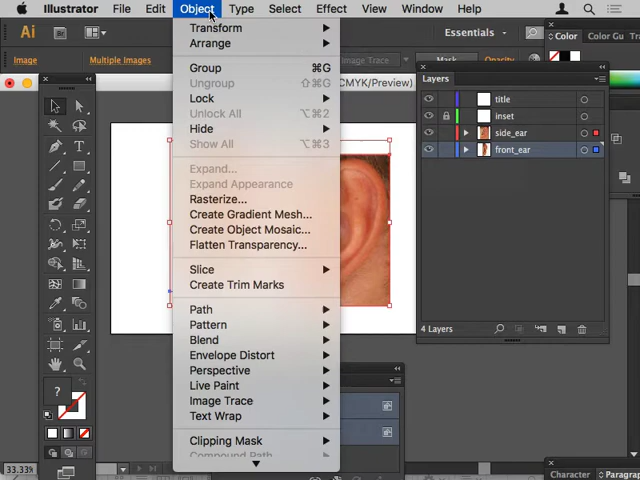 Illustrator File Edit Object Type Select Effect View Window Help
Ai Essentials
Image Multiple Images Image Trace Mask
CMYK/Preview)
Color Color Gu
Transform
Arrange
Group ⌘G
Ungroup ⇧⌘G
Lock
Unlock All ⌥⌘2
Hide
Show All ⌥⌘3
Expand...
Expand Appearance
Rasterize...
Create Gradient Mesh...
Create Object Mosaic...
Flatten Transparency...
Slice
Create Trim Marks
Path
Pattern
Blend
Envelope Distort
Perspective
Live Paint
Image Trace
Text Wrap
Clipping Mask
Compound Path
Layers
title
inset
side_ear
front_ear
4 Layers
?
33.33%
Character